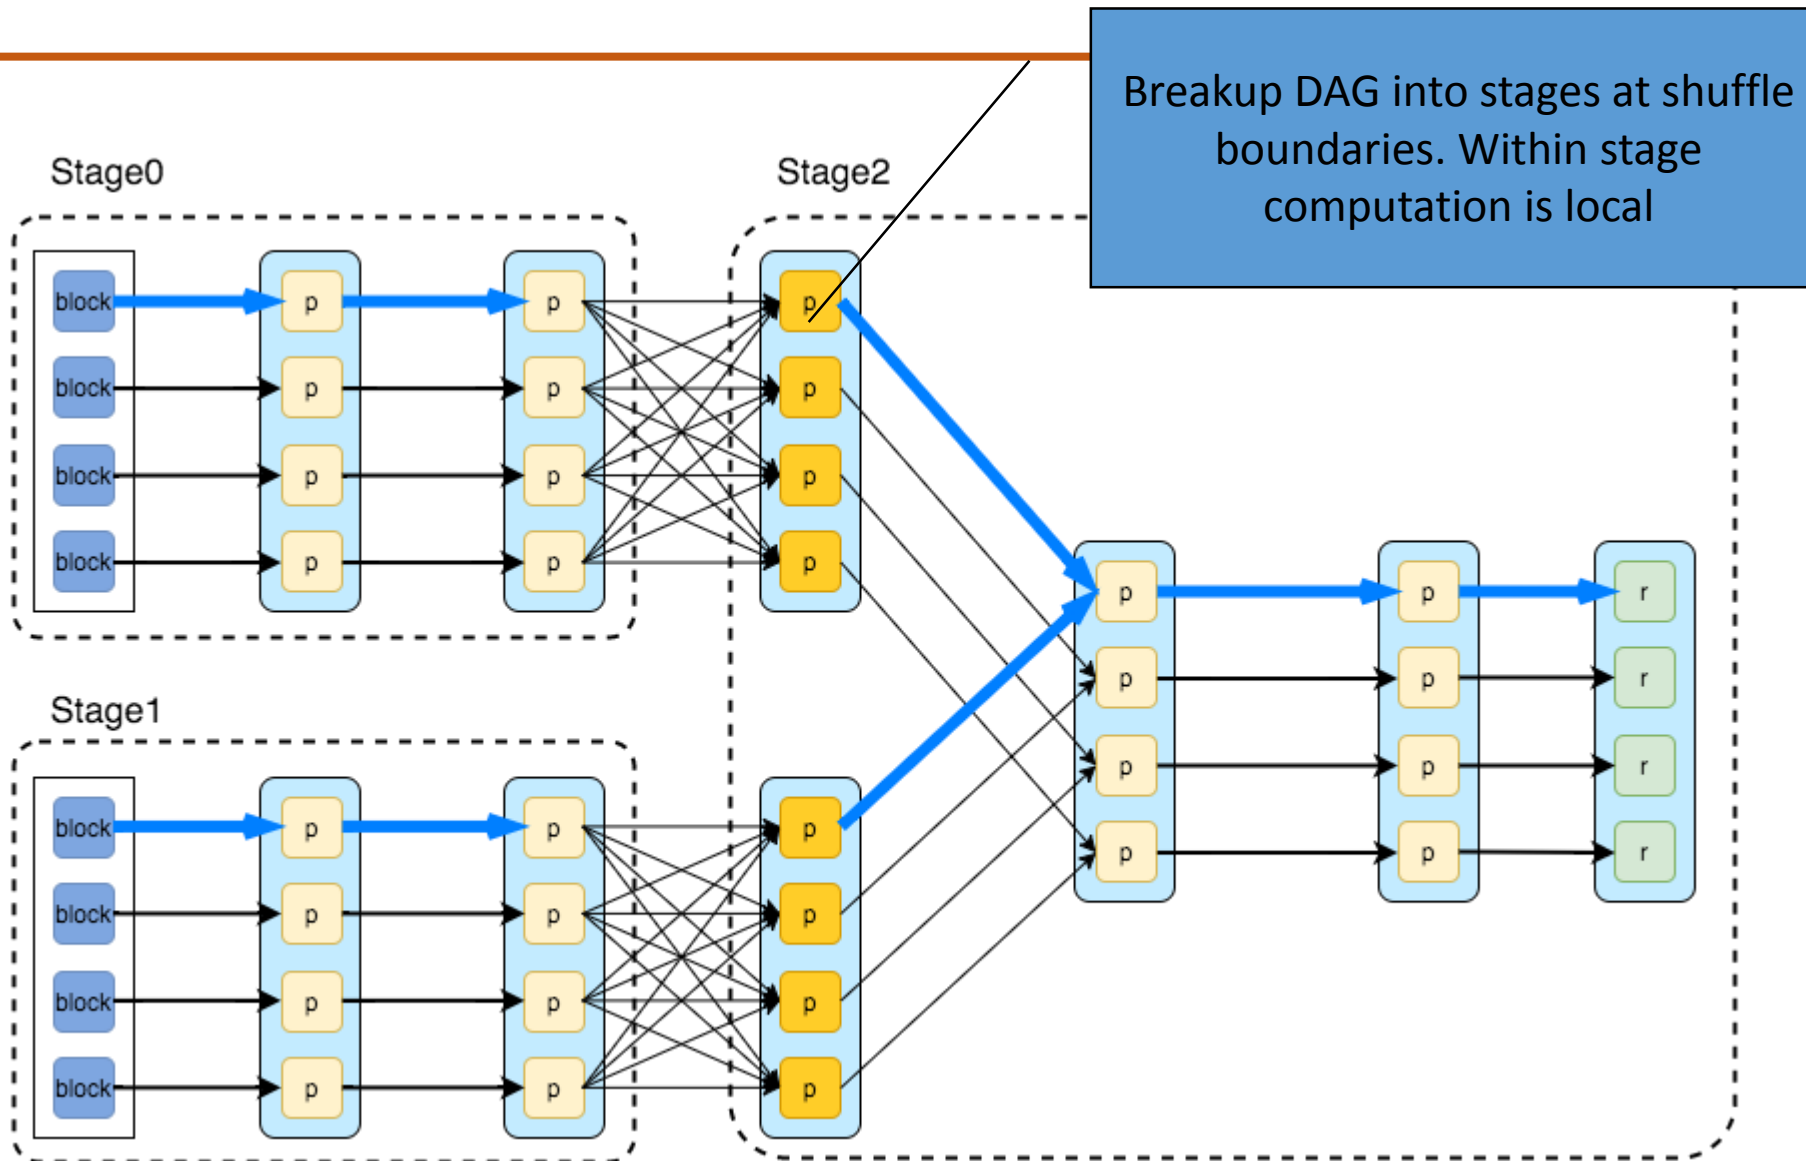 Breakup DAG into stages at shuffle
boundaries. Within stage
computation is local
Stage0
Stage2
block p p p
block p p p
block p p p
block p p p
p p r
p p r
p p r
p p r
Stage1
block p p p
block p p p
block p p p
block p p p